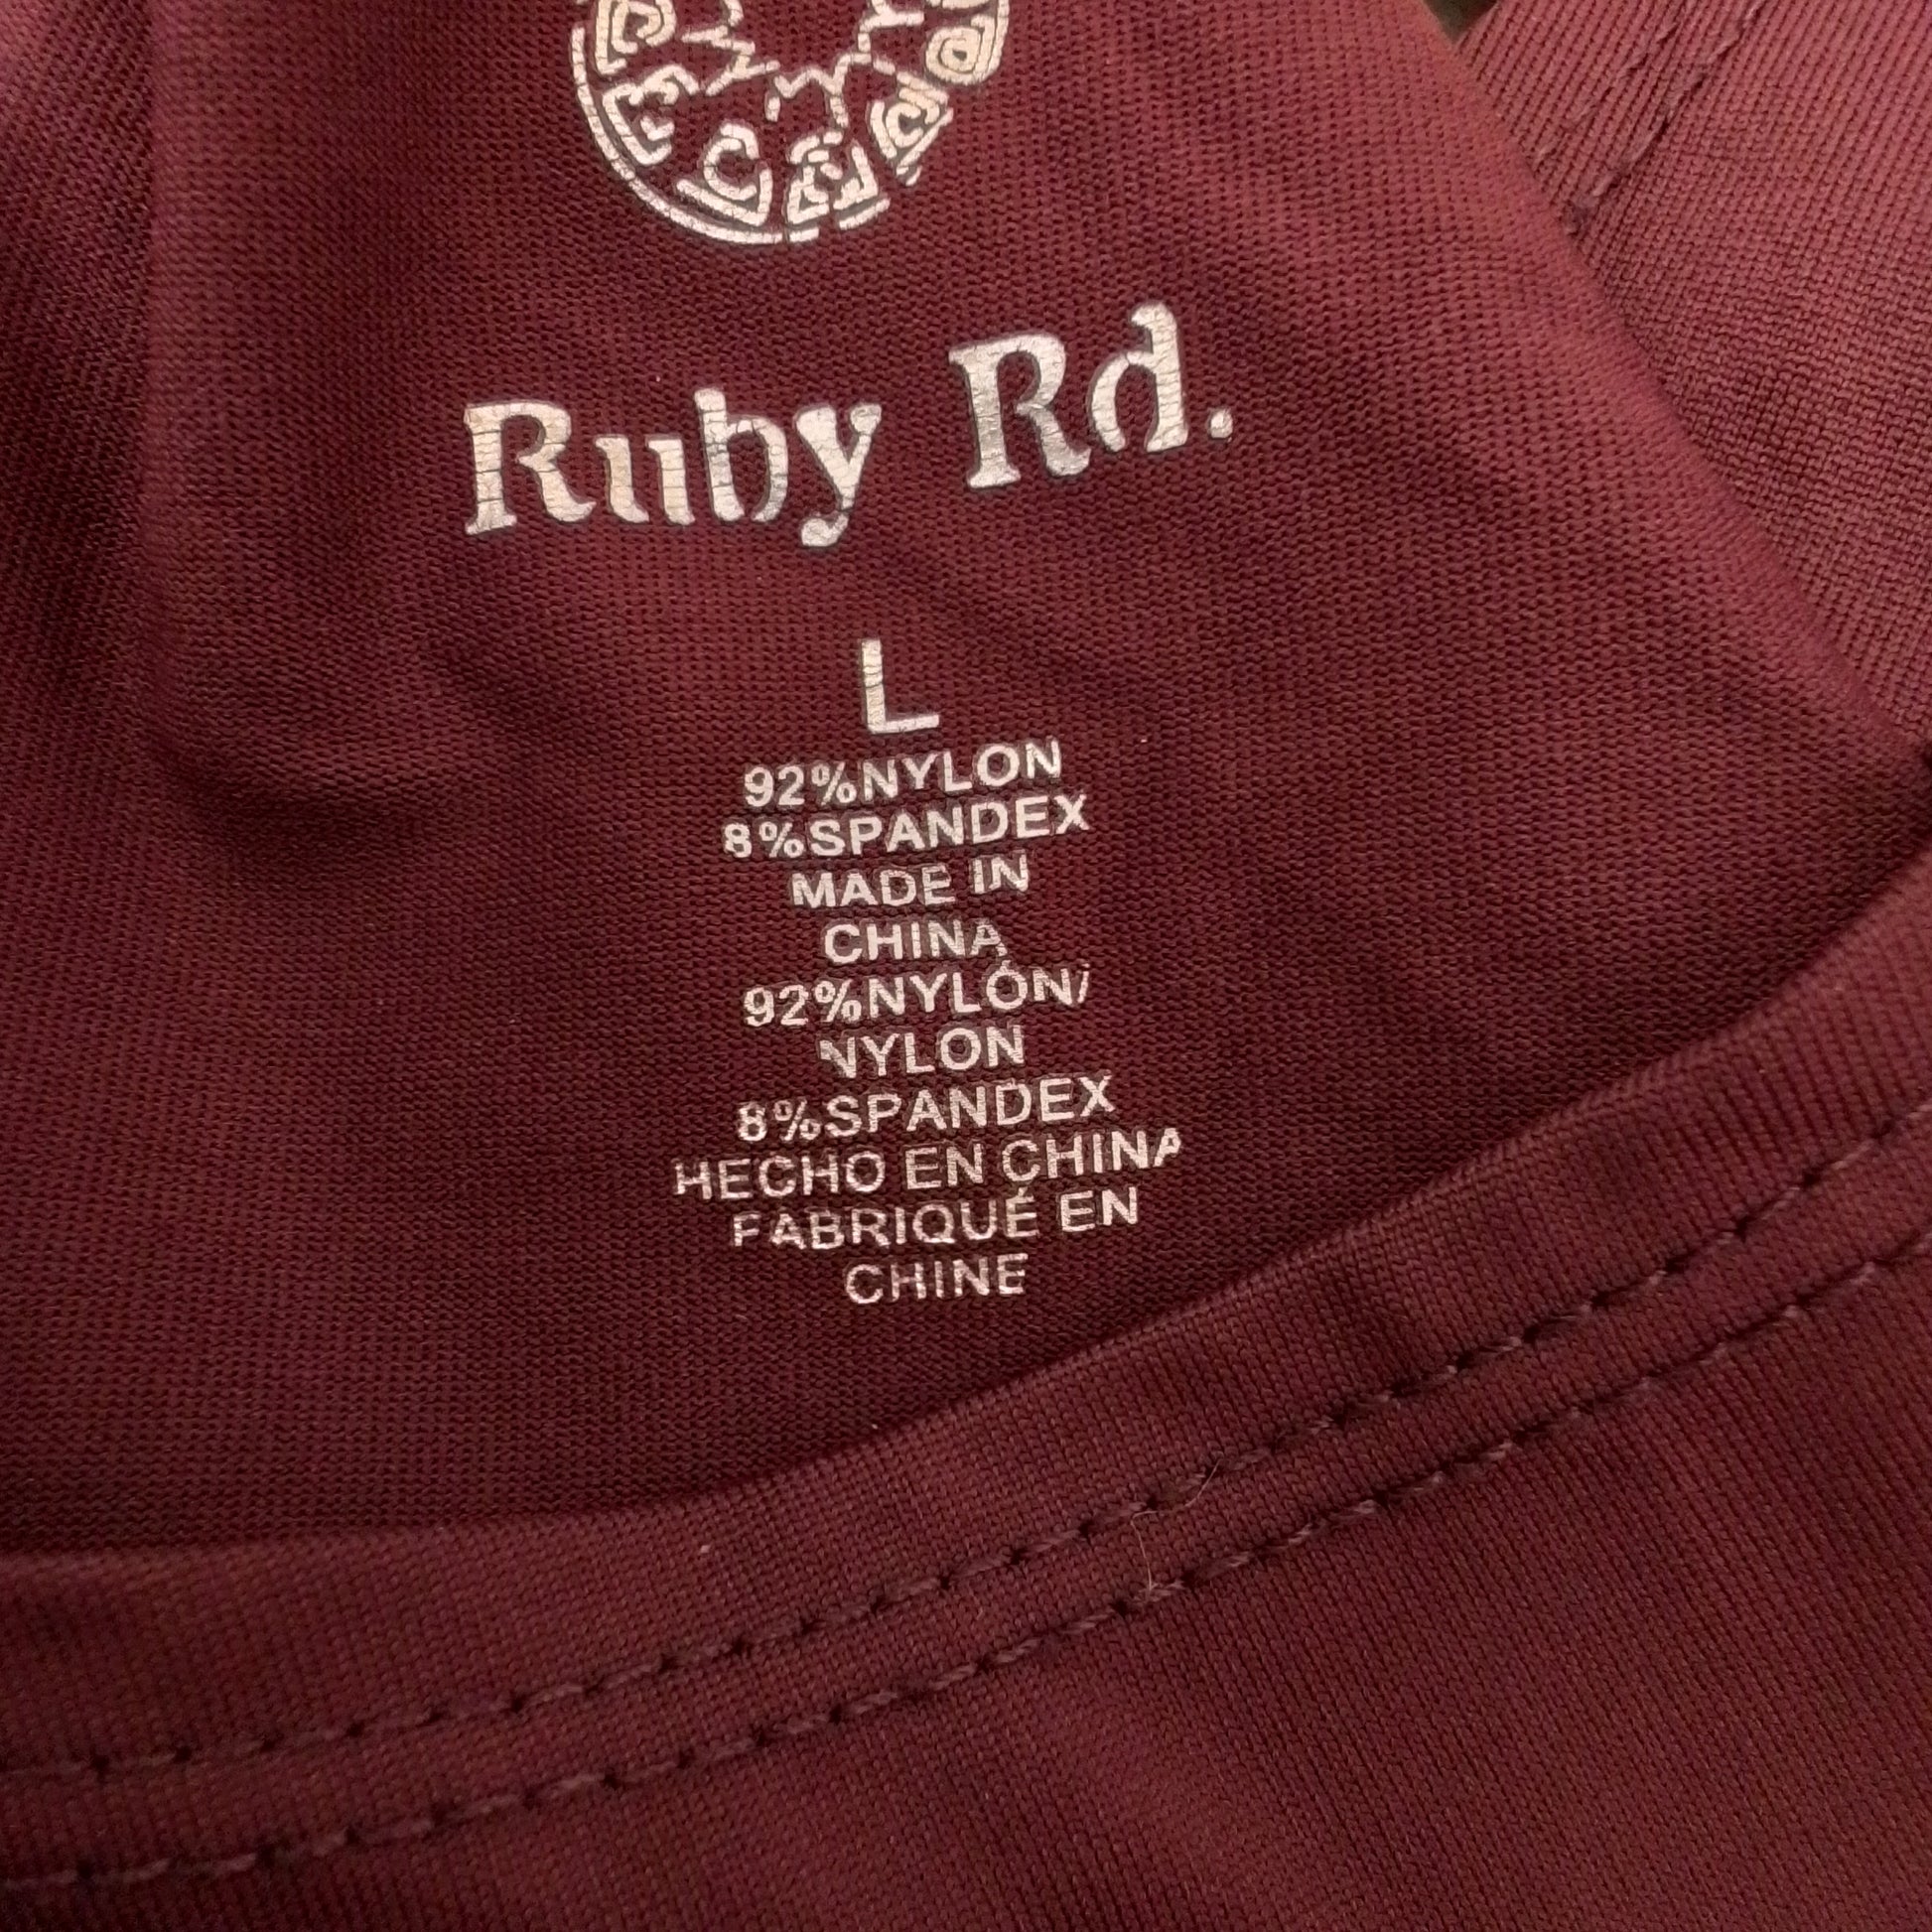 Ruby Rd.
L
92%NYLON
8%SPANDEX
MADE IN
CHINA
92%NYLÓN/
NYLON
8%SPANDEX
HECHO EN CHINA
FABRIQUÉ EN
CHINE